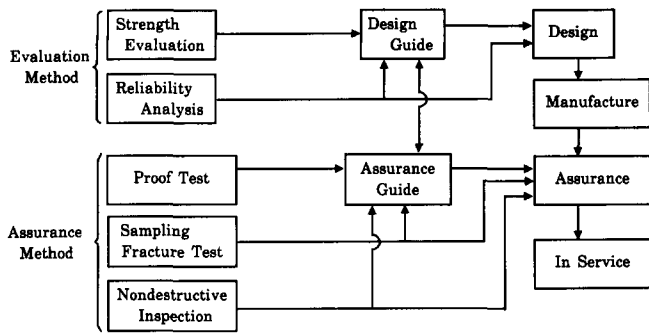 Evaluation
Method
Strength
Evaluation
Reliability
Analysis
Design
Guide
Design
Manufacture
Assurance
Method
Proof Test
Sampling
Fracture Test
Nondestructive
Inspection
Assurance
Guide
Assurance
In Service